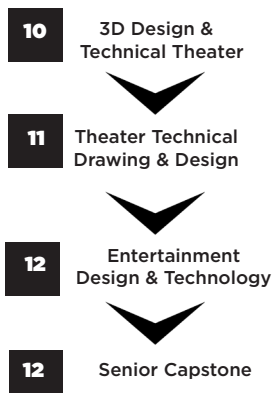 10
3D Design &
Technical Theater
11
Theater Technical
Drawing & Design
12
Entertainment
Design & Technology
12
Senior Capstone